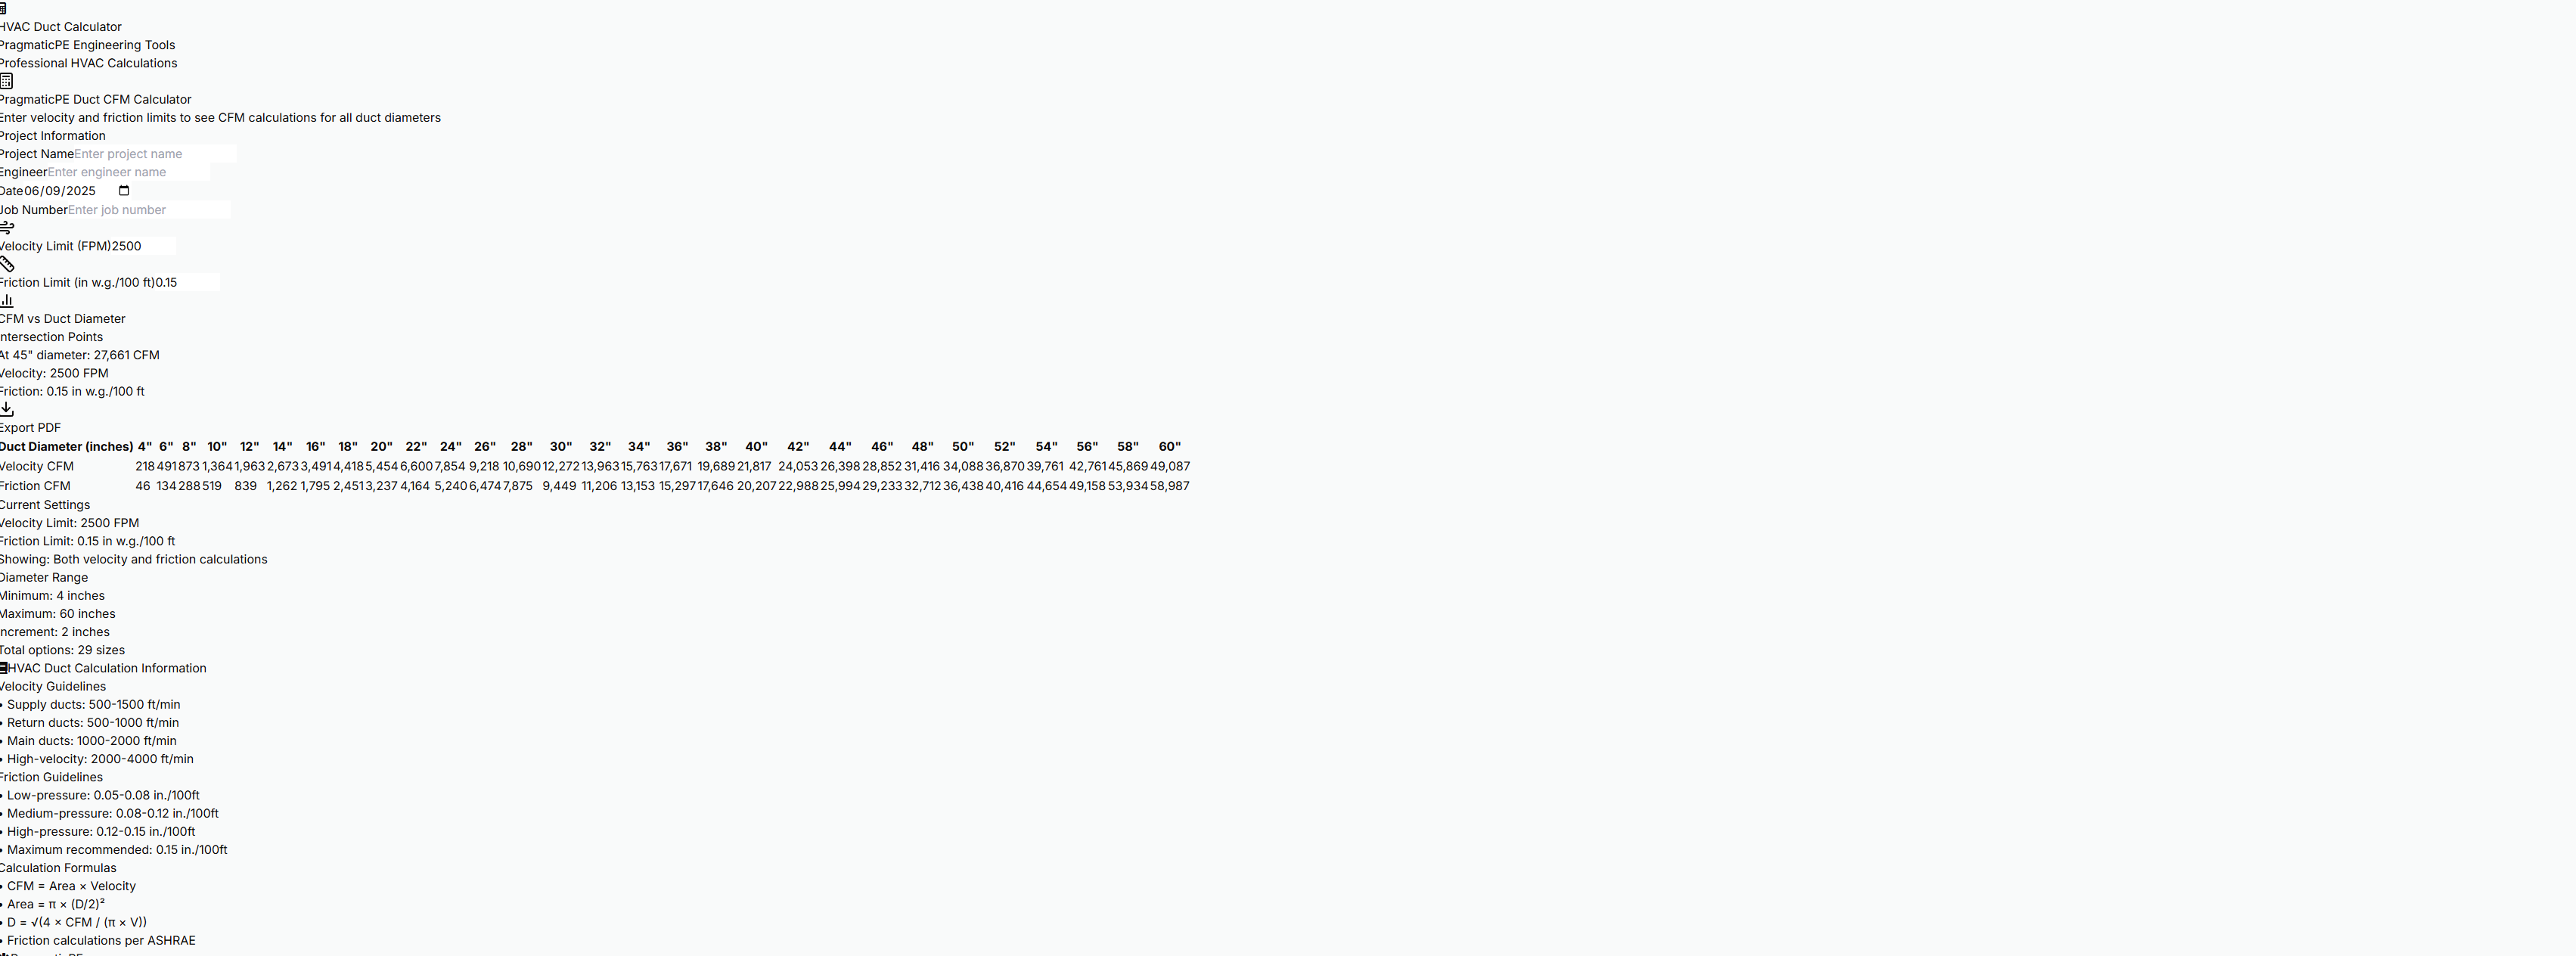 HVAC Duct Calculator
PragmaticPE Engineering Tools
Professional HVAC Calculations
PragmaticPE Duct CFM Calculator
Enter velocity and friction limits to see CFM calculations for all duct diameters
Project Information
Project Name Enter project name
Engineer Enter engineer name
Date 06/09/2025
Job Number Enter job number
Velocity Limit (FPM) 2500
Friction Limit (in w.g./100 ft) 0.15
CFM vs Duct Diameter
Intersection Points
At 45" diameter: 27,661 CFM
Velocity: 2500 FPM
Friction: 0.15 in w.g./100 ft
Export PDF
Duct Diameter (inches) 4" 6" 8" 10" 12" 14" 16" 18" 20" 22" 24" 26" 28" 30" 32" 34" 36" 38" 40" 42" 44" 46" 48" 50" 52" 54" 56" 58" 60"
Velocity CFM 218 491 873 1,364 1,963 2,673 3,491 4,418 5,454 6,600 7,854 9,218 10,690 12,272 13,963 15,763 17,671 19,689 21,817 24,053 26,398 28,852 31,416 34,088 36,870 39,761 42,761 45,869 49,087
Friction CFM 46 134 288 519 839 1,262 1,795 2,451 3,237 4,164 5,240 6,474 7,875 9,449 11,206 13,153 15,297 17,646 20,207 22,988 25,994 29,233 32,712 36,438 40,416 44,654 49,158 53,934 58,987
Current Settings
Velocity Limit: 2500 FPM
Friction Limit: 0.15 in w.g./100 ft
Showing: Both velocity and friction calculations
Diameter Range
Minimum: 4 inches
Maximum: 60 inches
Increment: 2 inches
Total options: 29 sizes
HVAC Duct Calculation Information
Velocity Guidelines
• Supply ducts: 500-1500 ft/min
• Return ducts: 500-1000 ft/min
• Main ducts: 1000-2000 ft/min
• High-velocity: 2000-4000 ft/min
Friction Guidelines
• Low-pressure: 0.05-0.08 in./100ft
• Medium-pressure: 0.08-0.12 in./100ft
• High-pressure: 0.12-0.15 in./100ft
• Maximum recommended: 0.15 in./100ft
Calculation Formulas
• CFM = Area × Velocity
• Area = π × (D/2)²
• D = √(4 × CFM / (π × V))
• Friction calculations per ASHRAE